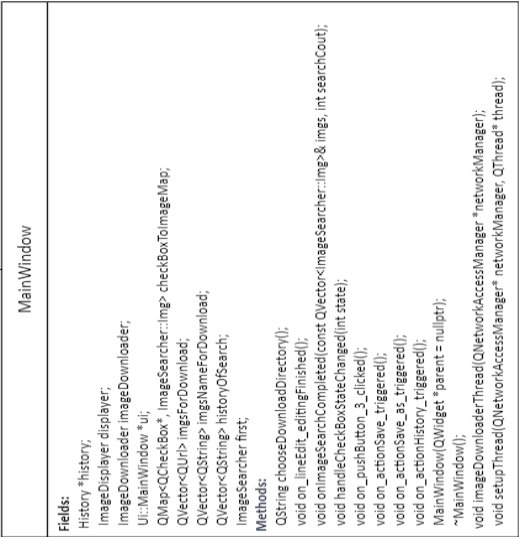 MainWindow
Fields:
History *history;
ImageDisplayer displayer;
ImageDownloader imageDownloader;
Ui::MainWindow *ui;
QMap<QCheckBox*, ImageSearcher::Img> checkBoxToImageMap;
QVector<QUrl> imgsForDownload;
QVector<QString> imgsNameForDownload;
QVector<QString> historyOfSearch;
ImageSearcher first;
Methods:
QString chooseDownloadDirectory();
void on_lineEdit_editingFinished();
void onImageSearchCompleted(const QVector<ImageSearcher::Img>& imgs, int searchCout);
void handleCheckBoxStateChanged(int state);
void on_pushButton_3_clicked();
void on_actionSave_triggered();
void on_actionSave_as_triggered();
void on_actionHistory_triggered();
MainWindow(QWidget *parent = nullptr);
~MainWindow();
void imageDownloaderThread(QNetworkAccessManager *networkManager);
void setupThread(QNetworkAccessManager* networkManager, QThread* thread);